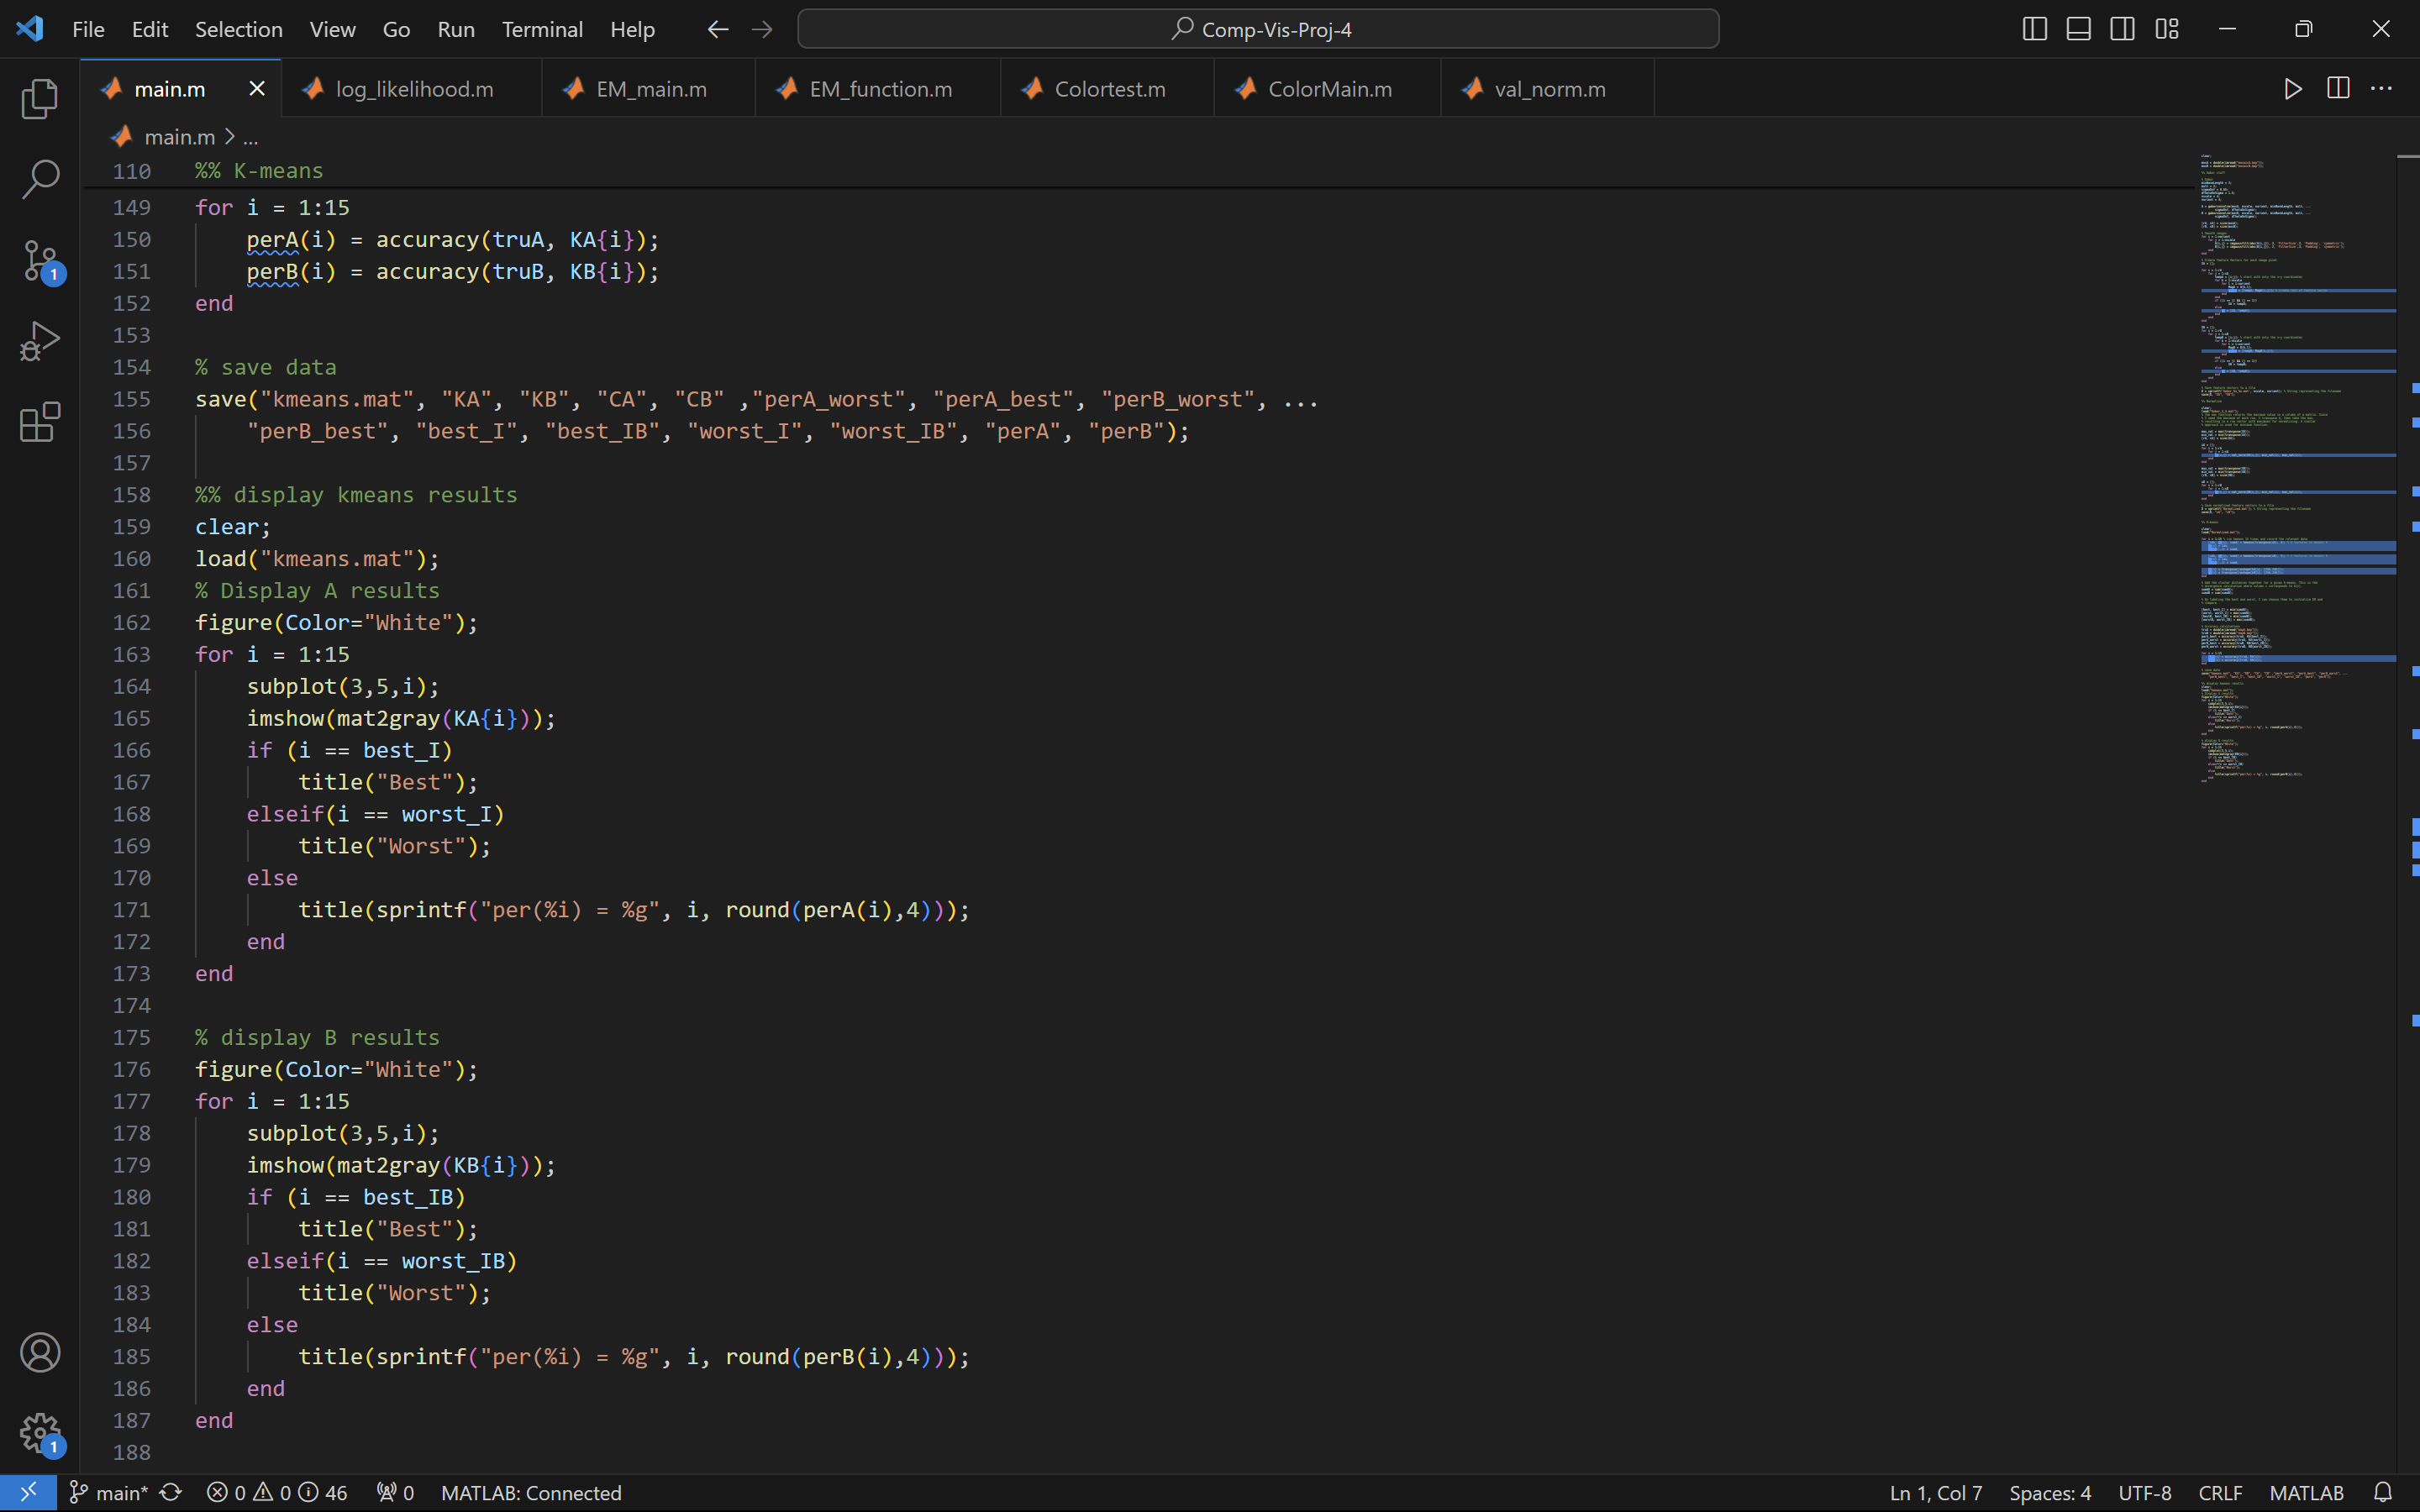 File Edit Selection View Go Run Terminal Help Comp-Vis-Proj-4
main.m log_likelihood.m EM_main.m EM_function.m Colortest.m ColorMain.m val_norm.m
main.m > ...
110 %% K-means
149 for i = 1:15
150 perA(i) = accuracy(truA, KA{i});
151 perB(i) = accuracy(truB, KB{i});
152 end
153
154 % save data
155 save("kmeans.mat", "KA", "KB", "CA", "CB" ,"perA_worst", "perA_best", "perB_worst", ...
156 "perB_best", "best_I", "best_IB", "worst_I", "worst_IB", "perA", "perB");
157
158 %% display kmeans results
159 clear;
160 load("kmeans.mat");
161 % Display A results
162 figure(Color="White");
163 for i = 1:15
164 subplot(3,5,i);
165 imshow(mat2gray(KA{i}));
166 if (i == best_I)
167 title("Best");
168 elseif(i == worst_I)
169 title("Worst");
170 else
171 title(sprintf("per(%i) = %g", i, round(perA(i),4)));
172 end
173 end
174
175 % display B results
176 figure(Color="White");
177 for i = 1:15
178 subplot(3,5,i);
179 imshow(mat2gray(KB{i}));
180 if (i == best_IB)
181 title("Best");
182 elseif(i == worst_IB)
183 title("Worst");
184 else
185 title(sprintf("per(%i) = %g", i, round(perB(i),4)));
186 end
187 end
188
1
1
main* 0 0 46 0 MATLAB: Connected Ln 1, Col 7 Spaces: 4 UTF-8 CRLF MATLAB